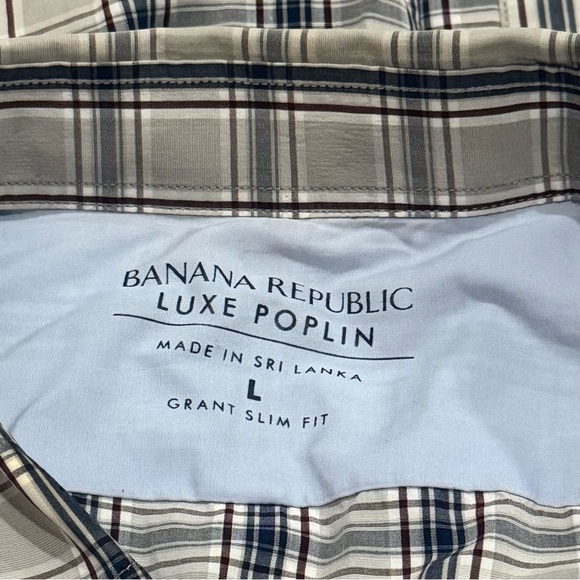 BANANA REPUBLIC
LUXE POPLIN
MADE IN SRI LANKA
L
GRANT SLIM FIT